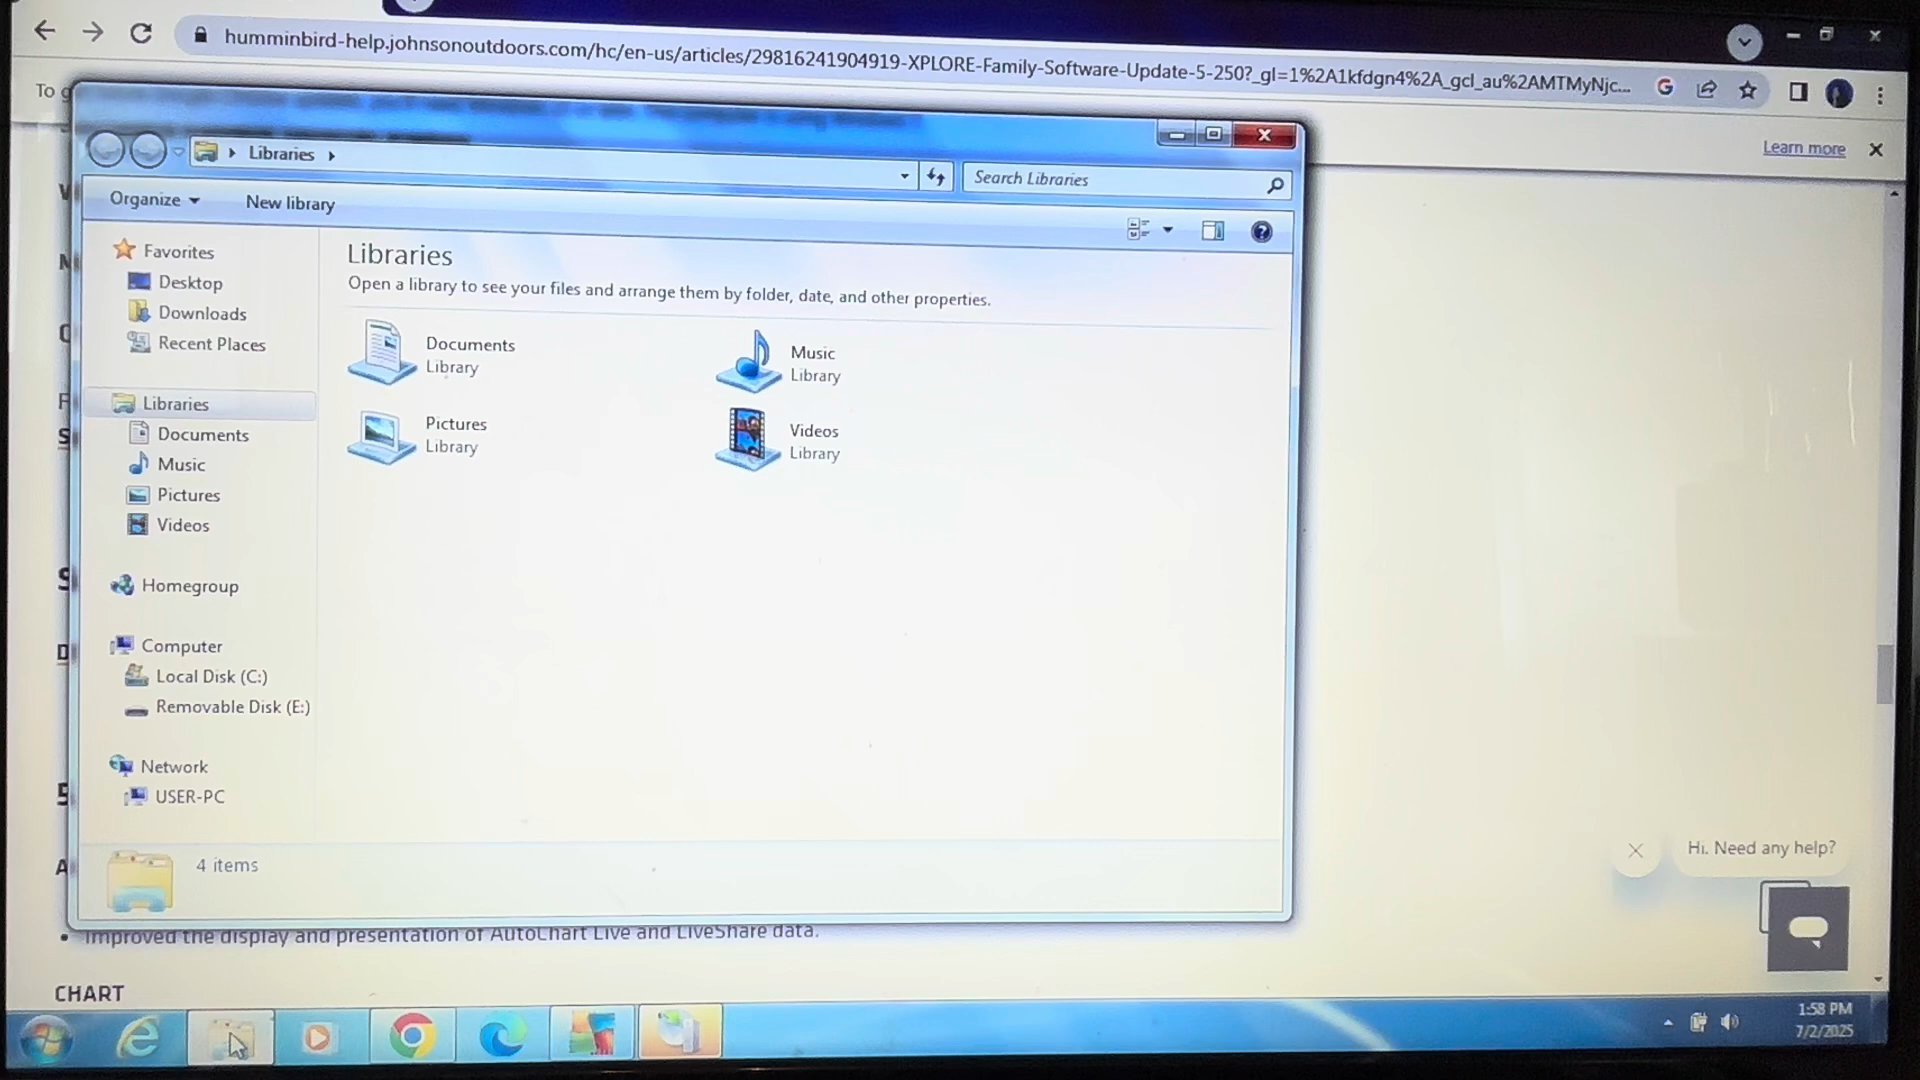 humminbird-help.johnsonoutdoors.com/hc/en-us/articles/29816241904919-XPLORE-Family-Software-Update-5-250?_gl=1%2A1kfdgn4%2A_gcl_au%2AMTMyNjc...
To g
Learn more
Libraries
Search Libraries
Organize
New library
Favorites
Desktop
Downloads
Recent Places
Libraries
Documents
Music
Pictures
Videos
Homegroup
Computer
Local Disk (C:)
Removable Disk (E:)
Network
USER-PC
Libraries
Open a library to see your files and arrange them by folder, date, and other properties.
Documents
Library
Music
Library
Pictures
Library
Videos
Library
4 items
Hi. Need any help?
• Improved the display and presentation of AutoChart Live and LiveShare data.
CHART
1:58 PM
7/2/2025